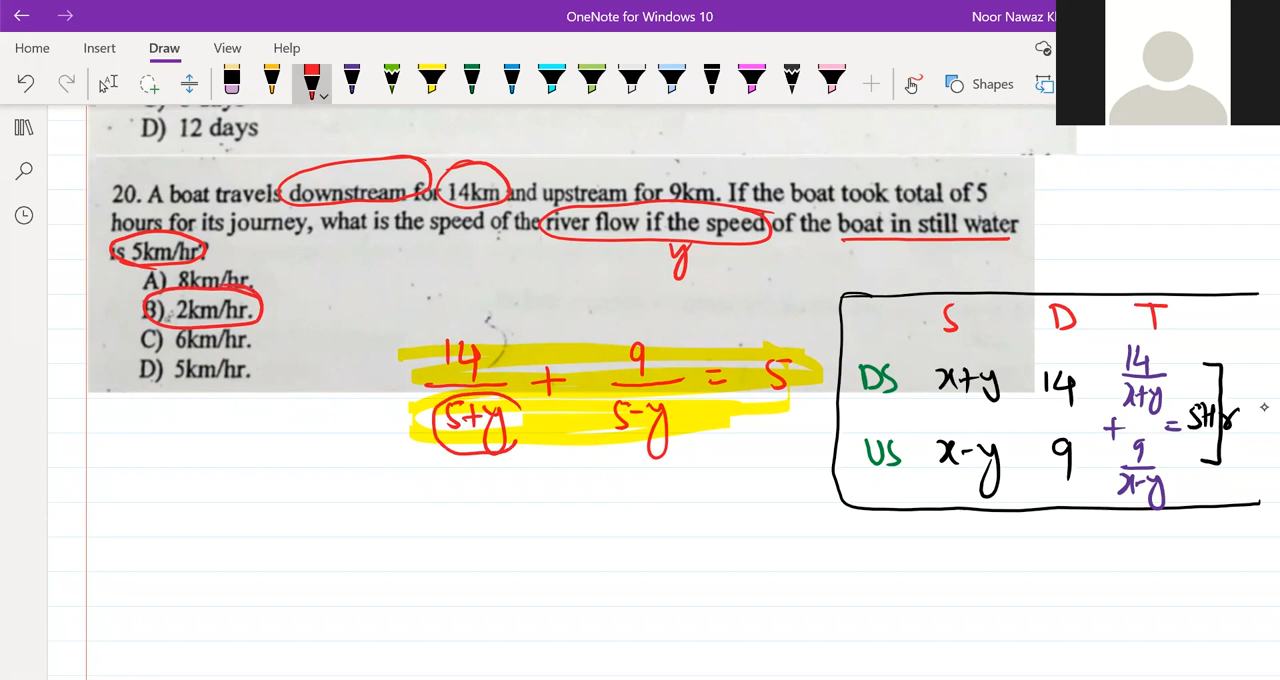 OneNote for Windows 10
Noor Nawaz
Home Insert Draw View Help
Shapes
D) 12 days
20. A boat travels downstream for 14km and upstream for 9km. If the boat took total of 5
hours for its journey, what is the speed of the river flow if the speed of the boat in still water
is 5km/hr?
y
A) 8km/hr.
B) 2km/hr.
C) 6km/hr.
D) 5km/hr.
14/(5+y) + 9/(5-y) = 5
S D T
DS x+y 14 14/(x+y)
+ = 5Hr
US x-y 9 9/(x-y)